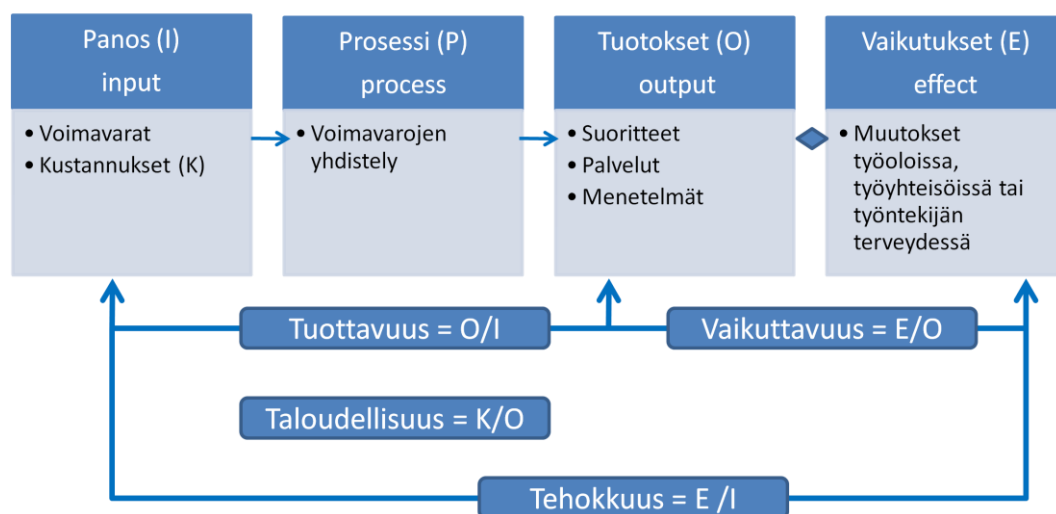 Panos (I)
input
• Voimavarat
• Kustannukset (K)
Prosessi (P)
process
• Voimavarojen
yhdistely
Tuotokset (O)
output
• Suoritteet
• Palvelut
• Menetelmät
Vaikutukset (E)
effect
• Muutokset
työoloissa,
työyhteisöissä tai
työntekijän
terveydessä
Tuottavuus = O/I
Vaikuttavuus = E/O
Taloudellisuus = K/O
Tehokkuus = E /I